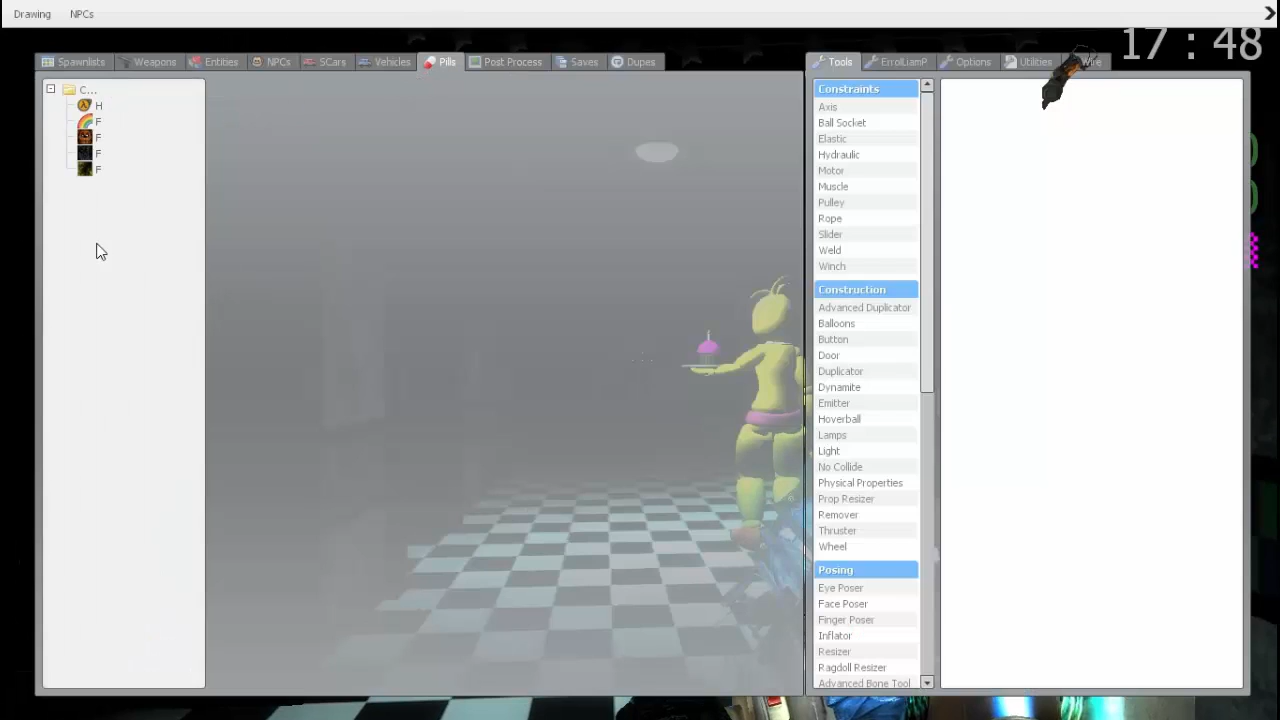 Drawing NPCs
17 : 48
Spawnlists Weapons Entities NPCs SCars Vehicles Pills Post Process Saves Dupes
Tools ErrolLiamP Options Utilities Wire
C...
H
F
F
F
F
Constraints
Axis
Ball Socket
Elastic
Hydraulic
Motor
Muscle
Pulley
Rope
Slider
Weld
Winch
Construction
Advanced Duplicator
Balloons
Button
Door
Duplicator
Dynamite
Emitter
Hoverball
Lamps
Light
No Collide
Physical Properties
Prop Resizer
Remover
Thruster
Wheel
Posing
Eye Poser
Face Poser
Finger Poser
Inflator
Resizer
Ragdoll Resizer
Advanced Bone Tool